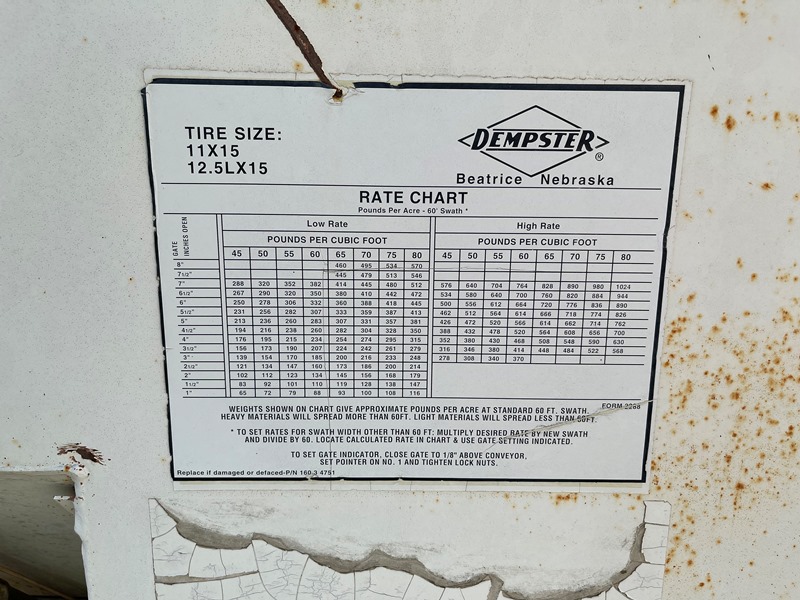 TIRE SIZE:
11X15
12.5LX15
DEMPSTER ®
Beatrice Nebraska
RATE CHART
Pounds Per Acre - 60' Swath *
GATE INCHES OPEN
Low Rate High Rate
POUNDS PER CUBIC FOOT POUNDS PER CUBIC FOOT
45 50 55 60 65 70 75 80 45 50 55 60 65 70 75 80
8" 460 495 534 570
7 1/2" 445 479 513 546
7" 288 320 352 382 414 445 480 512 576 640 704 764 828 890 980 1024
6 1/2" 267 290 320 350 380 410 442 472 534 580 640 700 760 820 884 944
6" 250 278 306 332 360 388 418 445 500 556 612 664 720 776 836 890
5 1/2" 231 256 282 307 333 359 387 413 462 512 564 614 666 718 774 826
5" 213 236 260 283 307 331 357 381 426 472 520 566 614 662 714 762
4 1/2" 194 216 238 260 282 304 328 350 388 432 478 520 564 608 656 700
4" 176 195 215 234 254 274 295 315 352 380 430 468 508 548 590 630
3 1/2" 156 173 190 207 224 242 261 279 316 346 380 414 448 484 522 568
3" 139 154 170 185 200 216 233 248 278 308 340 370
2 1/2" 121 134 147 160 173 186 200 214
2" 102 112 123 134 145 156 168 179
1 1/2" 83 92 101 110 119 128 138 147
1" 65 72 79 88 93 100 108 116
FORM 2268
WEIGHTS SHOWN ON CHART GIVE APPROXIMATE POUNDS PER ACRE AT STANDARD 60 FT. SWATH.
HEAVY MATERIALS WILL SPREAD MORE THAN 60FT. LIGHT MATERIALS WILL SPREAD LESS THAN 60FT.
* TO SET RATES FOR SWATH WIDTH OTHER THAN 60 FT: MULTIPLY DESIRED RATE BY NEW SWATH
AND DIVIDE BY 60. LOCATE CALCULATED RATE IN CHART & USE GATE SETTING INDICATED.
TO SET GATE INDICATOR, CLOSE GATE TO 1/8" ABOVE CONVEYOR,
SET POINTER ON NO. 1 AND TIGHTEN LOCK NUTS.
Replace if damaged or defaced-P/N 160-3 4751